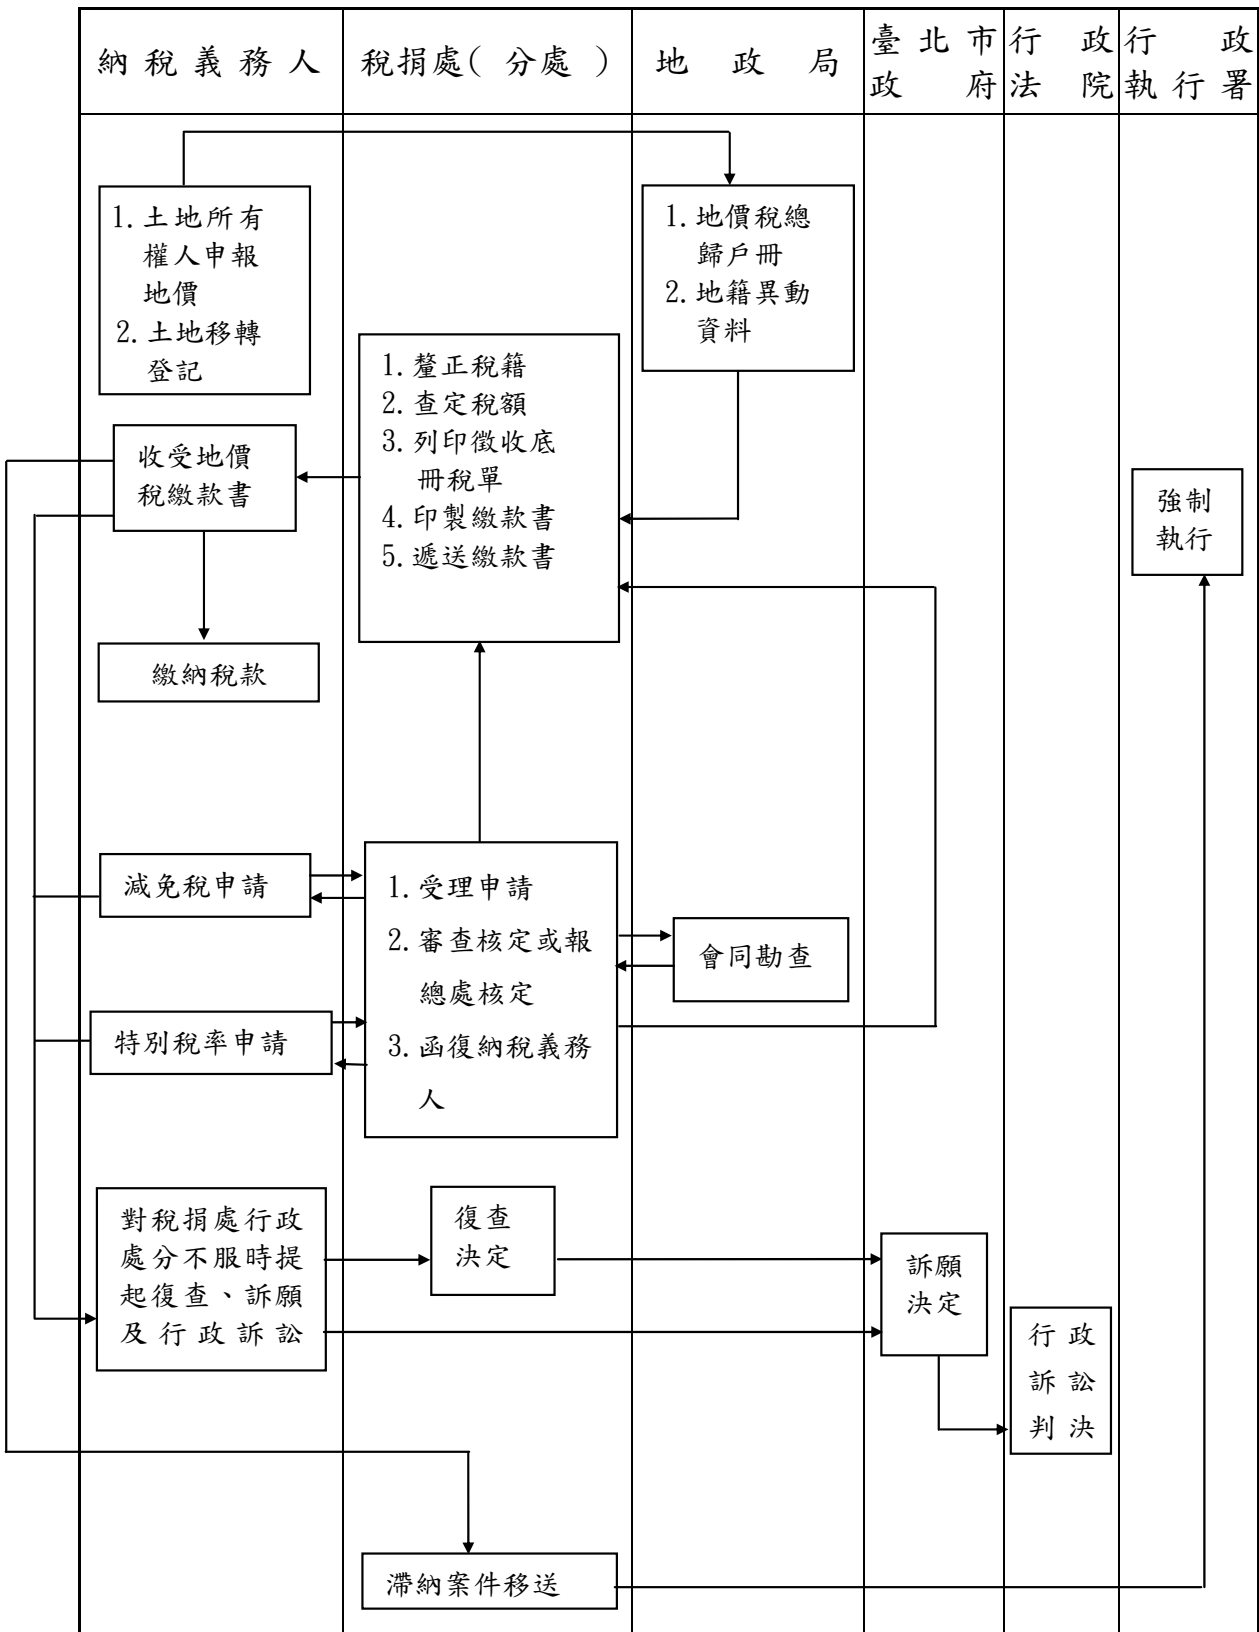 納稅義務人
稅捐處(分處)
地政局
臺北市
政府
行政
法院
行政
執行署
1.土地所有
權人申報
地價
2.土地移轉
登記
1.地價稅總
歸戶冊
2.地籍異動
資料
1.釐正稅籍
2.查定稅額
3.列印徵收底
冊稅單
4.印製繳款書
5.遞送繳款書
收受地價
稅繳款書
強制
執行
繳納稅款
減免稅申請
1.受理申請
2.審查核定或報
總處核定
3.函復納稅義務
人
會同勘查
特別稅率申請
對稅捐處行政
處分不服時提
起復查、訴願
及行政訴訟
復查
決定
訴願
決定
行政
訴訟
判決
滯納案件移送